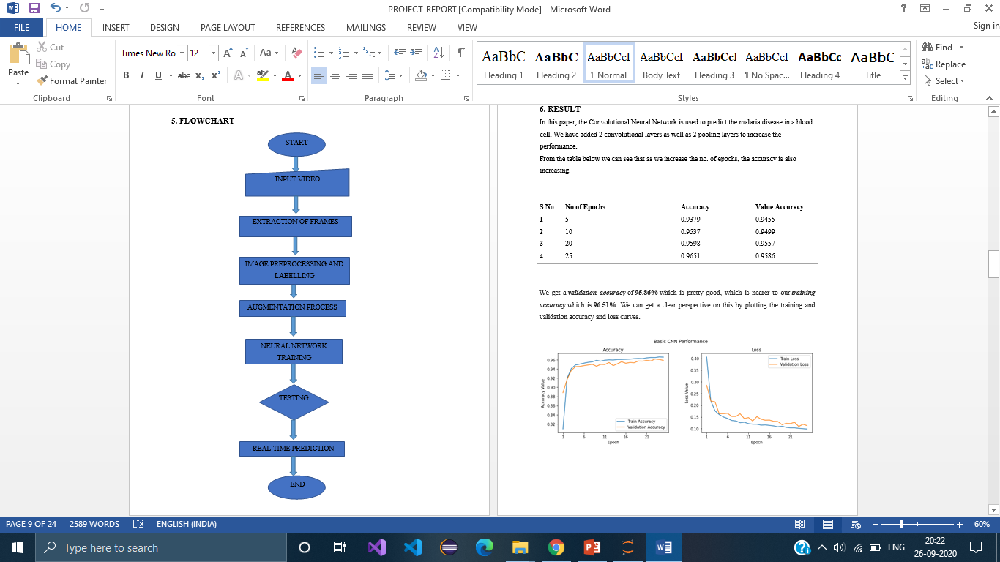 PROJECT-REPORT [Compatibility Mode] - Microsoft Word
FILE HOME INSERT DESIGN PAGE LAYOUT REFERENCES MAILINGS REVIEW VIEW Sign in
Paste
Cut
Copy
Format Painter
Clipboard
Times New Ro 12
Font
Paragraph
AaBbC AaBbC AaBbCcI AaBbCcI AaBbCcI AaBbCcI AaBbCc AaBbC
Heading 1 Heading 2 ¶ Normal Body Text Heading 3 ¶ No Spac... Heading 4 Title
Styles
Find
Replace
Select
Editing
5. FLOWCHART
START
INPUT VIDEO
EXTRACTION OF FRAMES
IMAGE PREPROCESSING AND
LABELLING
AUGMENTATION PROCESS
NEURAL NETWORK
TRAINING
TESTING
REAL TIME PREDICTION
END
6. RESULT
In this paper, the Convolutional Neural Network is used to predict the malaria disease in a blood
cell. We have added 2 convolutional layers as well as 2 pooling layers to increase the
performance.
From the table below we can see that as we increase the no. of epochs, the accuracy is also
increasing.
S No: No of Epochs Accuracy Value Accuracy
1 5 0.9379 0.9455
2 10 0.9537 0.9499
3 20 0.9598 0.9557
4 25 0.9651 0.9586
We get a validation accuracy of 95.86% which is pretty good, which is nearer to our training
accuracy which is 96.51%. We can get a clear perspective on this by plotting the training and
validation accuracy and loss curves.
Basic CNN Performance
Accuracy
Accuracy Value
0.96
0.94
0.92
0.90
0.88
0.86
0.84
0.82
Train Accuracy
Validation Accuracy
1 6 11 16 21
Epoch
Loss
Loss Value
0.40
0.35
0.30
0.25
0.20
0.15
0.10
Train Loss
Validation Loss
1 6 11 16 21
Epoch
PAGE 9 OF 24 2589 WORDS ENGLISH (INDIA) 60%
Type here to search
ENG
20:22
26-09-2020